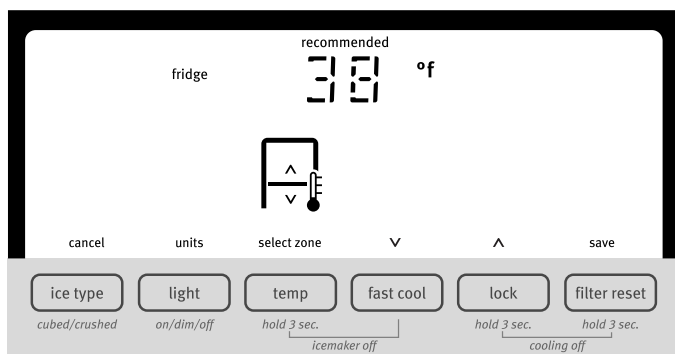 recommended
fridge 38 °f
cancel units select zone ∨ ∧ save
ice type light temp fast cool lock filter reset
cubed/crushed on/dim/off hold 3 sec. hold 3 sec. hold 3 sec.
icemaker off cooling off